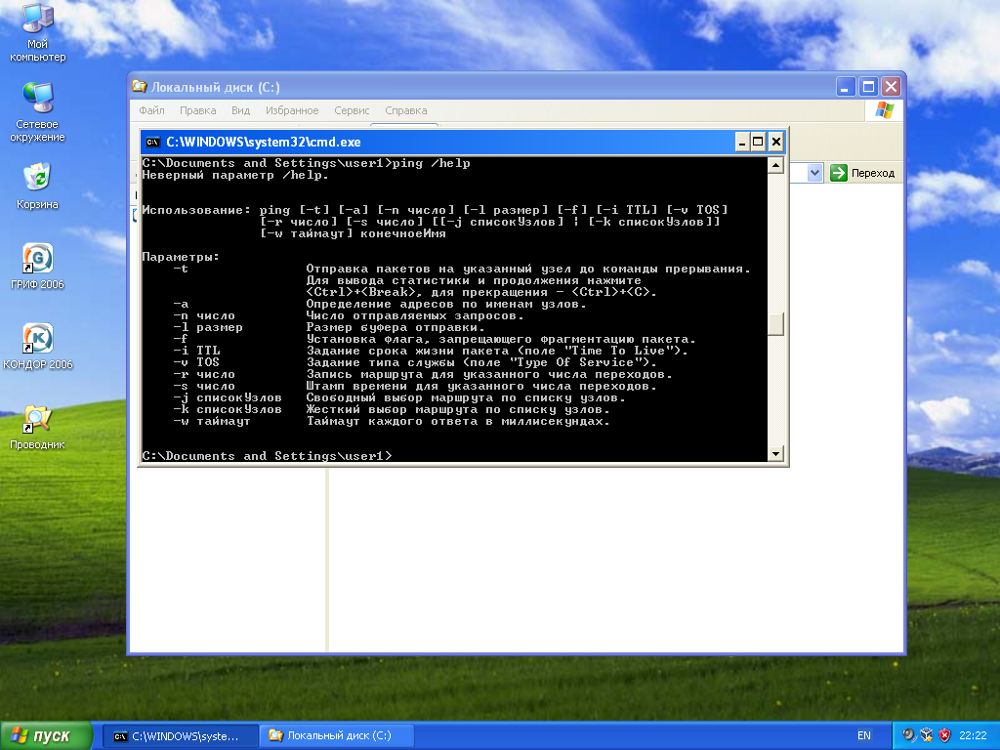 Мой
компьютер
Сетевое
окружение
Корзина
ГРИФ 2006
КОНДОР 2006
Проводник
Локальный диск (C:)
Файл Правка Вид Избранное Сервис Справка
Переход
C:\WINDOWS\system32\cmd.exe
C:\Documents and Settings\user1>ping /help
Неверный параметр /help.
Использование: ping [-t] [-a] [-n число] [-l размер] [-f] [-i TTL] [-v TOS]
[-r число] [-s число] [[-j списокУзлов] | [-k списокУзлов]]
[-w таймаут] конечноеИмя
Параметры:
-t Отправка пакетов на указанный узел до команды прерывания.
Для вывода статистики и продолжения нажмите
<Ctrl>+<Break>, для прекращения - <Ctrl>+<C>.
-a Определение адресов по именам узлов.
-n число Число отправляемых запросов.
-l размер Размер буфера отправки.
-f Установка флага, запрещающего фрагментацию пакета.
-i TTL Задание срока жизни пакета (поле "Time To Live").
-v TOS Задание типа службы (поле "Type Of Service").
-r число Запись маршрута для указанного числа переходов.
-s число Штамп времени для указанного числа переходов.
-j списокУзлов Свободный выбор маршрута по списку узлов.
-k списокУзлов Жесткий выбор маршрута по списку узлов.
-w таймаут Таймаут каждого ответа в миллисекундах.
C:\Documents and Settings\user1>
пуск
C:\WINDOWS\syste...
Локальный диск (C:)
EN
22:22